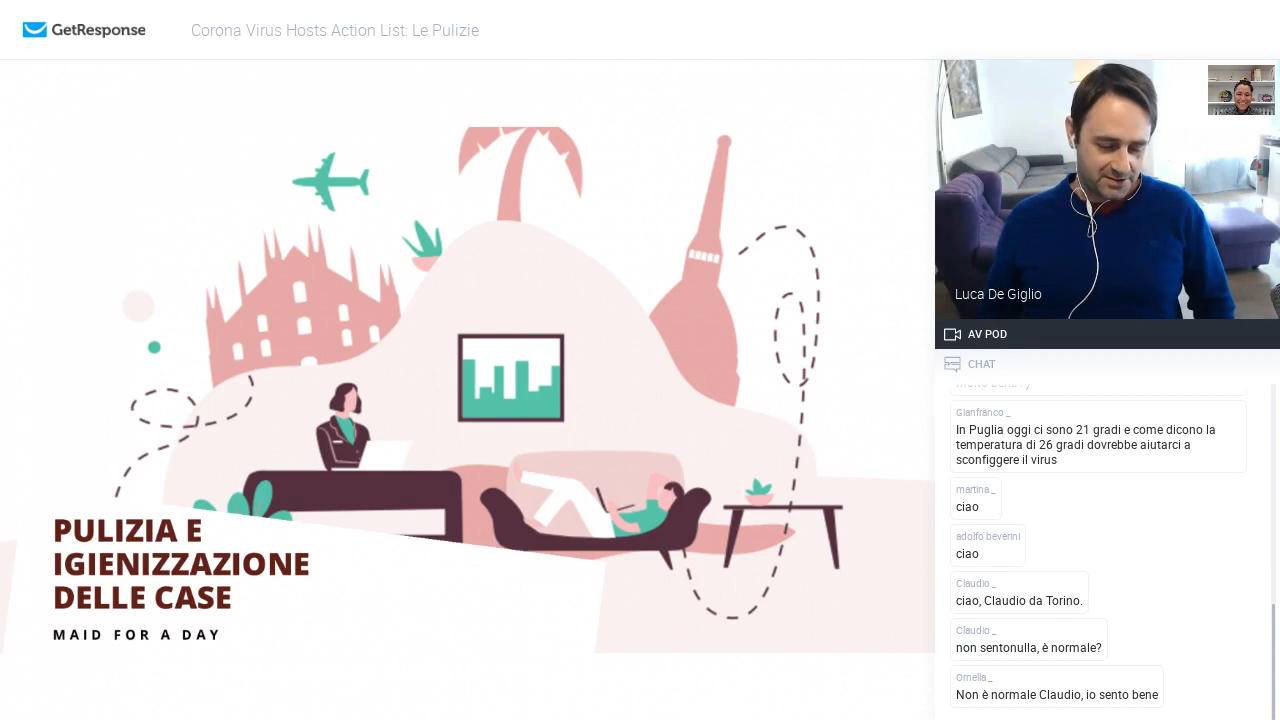 GetResponse
Corona Virus Hosts Action List: Le Pulizie
PULIZIA E
IGIENIZZAZIONE
DELLE CASE
MAID FOR A DAY
Luca De Giglio
AV POD
CHAT
Gianfranco _
In Puglia oggi ci sono 21 gradi e come dicono la
temperatura di 26 gradi dovrebbe aiutarci a
sconfiggere il virus
martina _
ciao
adolfo beverini
ciao
Claudio _
ciao, Claudio da Torino.
Claudio _
non sentonulla, è normale?
Ornella _
Non è normale Claudio, io sento bene